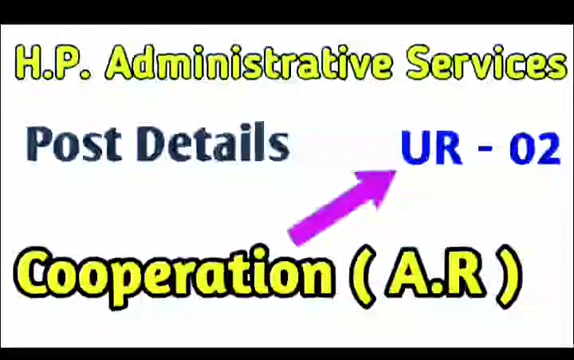 H.P. Administrative Services
Post Details UR - 02
Cooperation ( A.R )